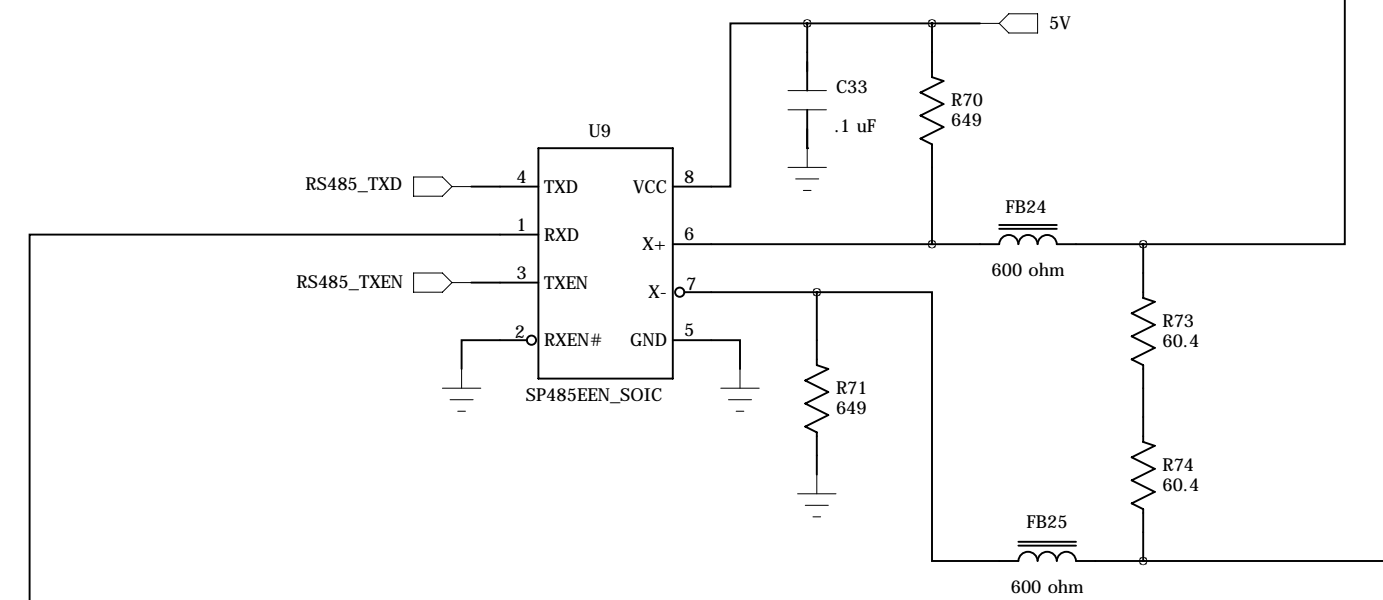 5V
C33
.1 uF
R70
649
U9
RS485_TXD
4
TXD
VCC
8
1
RXD
X+
6
FB24
600 ohm
RS485_TXEN
3
TXEN
X-
7
2
RXEN#
GND
5
SP485EEN_SOIC
R73
60.4
R71
649
R74
60.4
FB25
600 ohm